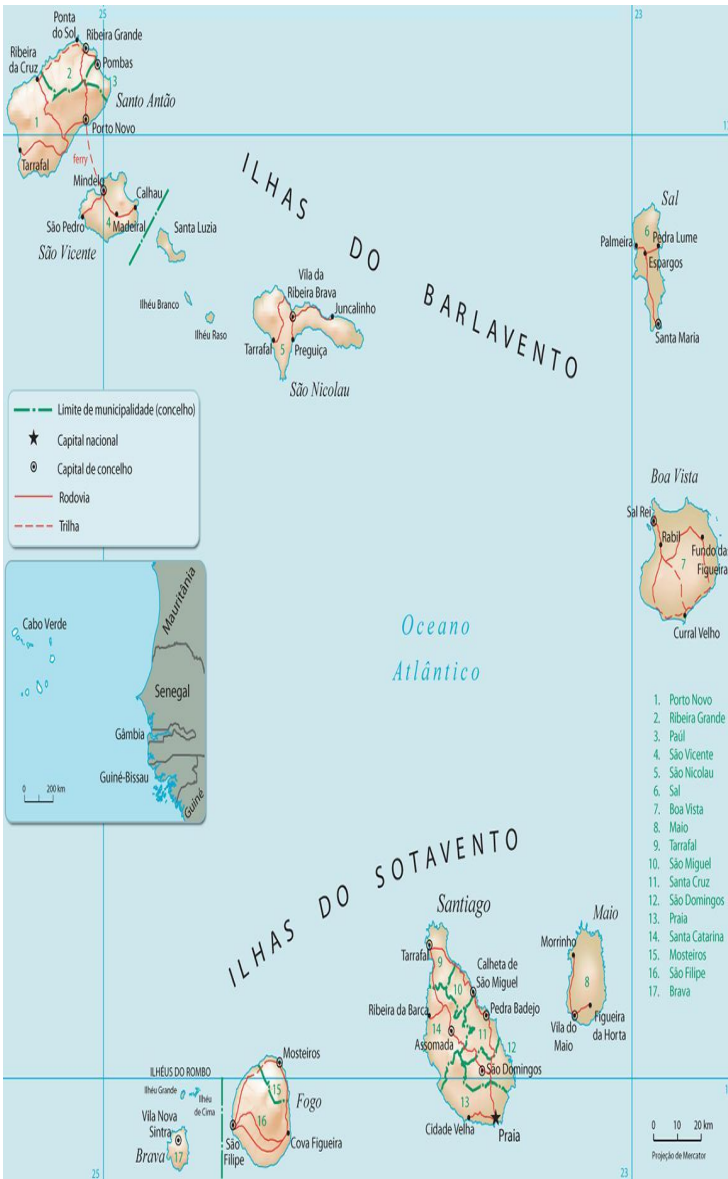 25
23
Ponta
do Sol
Ribeira Grande
Ribeira
da Cruz
Pombas
2
3
Santo Antão
1
Porto Novo
Tarrafal
ferry
Mindelo
Calhau
São Pedro
4
Madeiral
São Vicente
Santa Luzia
Ilhéu Branco
Ilhéu Raso
Vila da
Ribeira Brava
Juncalinho
Tarrafal
5
Preguiça
São Nicolau
ILHAS DO BARLAVENTO
Sal
6
Palmeira
Pedra Lume
Espargos
Santa Maria
Limite de municipalidade (concelho)
Capital nacional
Capital de concelho
Rodovia
Trilha
Boa Vista
Sal Rei
Rabil
Fundo das
Figueiras
7
Curral Velho
Cabo Verde
Mauritânia
Senegal
Gâmbia
Guiné-Bissau
Guiné
0 200 km
Oceano
Atlântico
1. Porto Novo
2. Ribeira Grande
3. Paúl
4. São Vicente
5. São Nicolau
6. Sal
7. Boa Vista
8. Maio
9. Tarrafal
10. São Miguel
11. Santa Cruz
12. São Domingos
13. Praia
14. Santa Catarina
15. Mosteiros
16. São Filipe
17. Brava
ILHAS DO SOTAVENTO
Santiago
Tarrafal
9
Calheta de
São Miguel
10
Ribeira da Barca
Pedra Badejo
14
11
Assomada
12
São Domingos
13
Cidade Velha
Praia
Maio
Morrinho
8
Vila do
Maio
Figueira
da Horta
ILHÉUS DO ROMBO
Ilhéu Grande
Ilhéu
de Cima
Vila Nova
Sintra
Brava
17
Mosteiros
15
Fogo
16
São
Filipe
Cova Figueira
0 10 20 km
Projeção de Mercator
25
23